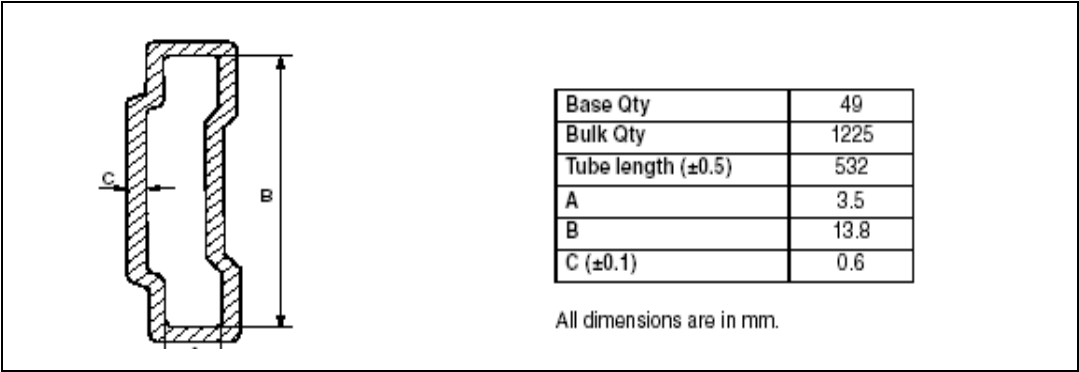 C
B
Base Qty 49
Bulk Qty 1225
Tube length (±0.5) 532
A 3.5
B 13.8
C (±0.1) 0.6
All dimensions are in mm.